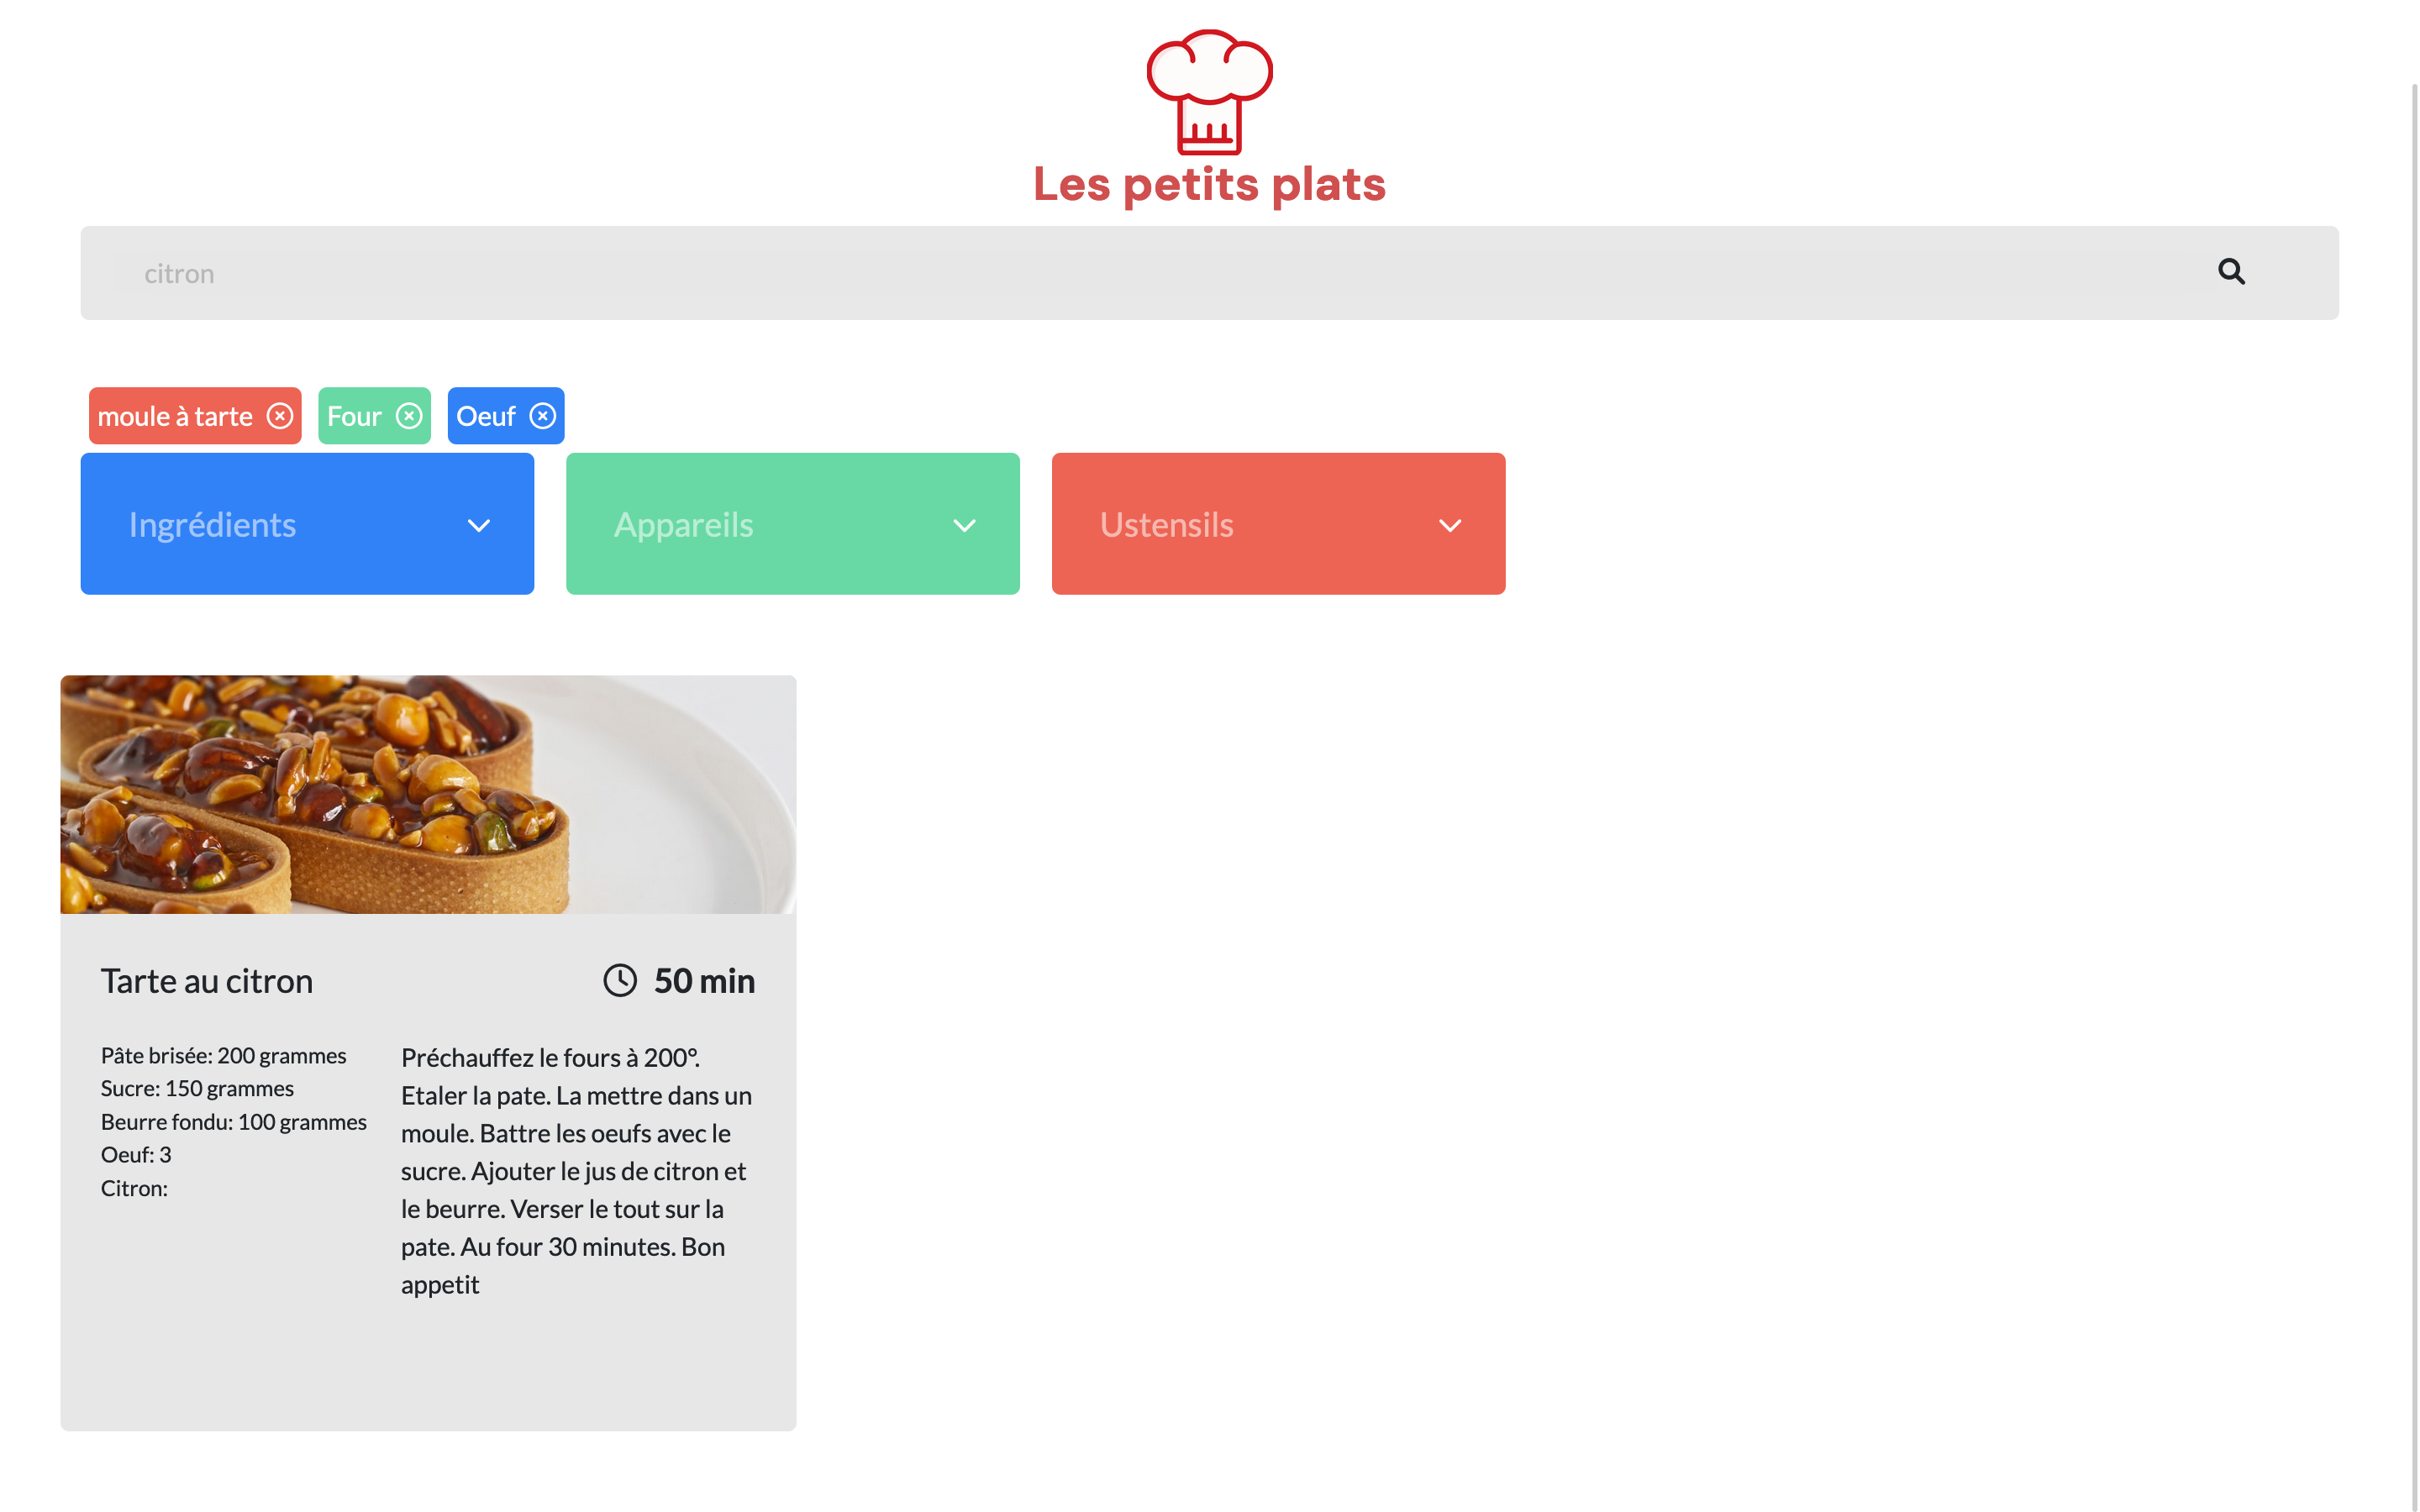 Les petits plats
citron
moule à tarte Four Oeuf
Ingrédients Appareils Ustensils
Tarte au citron 50 min
Pâte brisée: 200 grammes
Sucre: 150 grammes
Beurre fondu: 100 grammes
Oeuf: 3
Citron:
Préchauffez le fours à 200°.
Etaler la pate. La mettre dans un
moule. Battre les oeufs avec le
sucre. Ajouter le jus de citron et
le beurre. Verser le tout sur la
pate. Au four 30 minutes. Bon
appetit